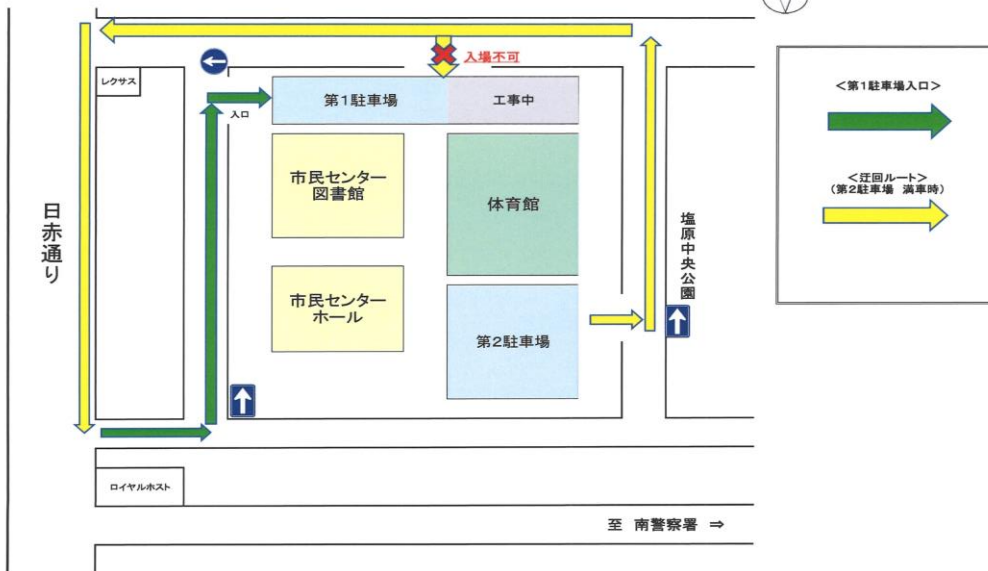 入場不可
レクサス
入口
第1駐車場
工事中
市民センター
図書館
体育館
日赤通り
塩原中央公園
市民センター
ホール
第2駐車場
ロイヤルホスト
至 南警察署 ⇒
<第1駐車場入口>
<迂回ルート>
(第2駐車場 満車時)